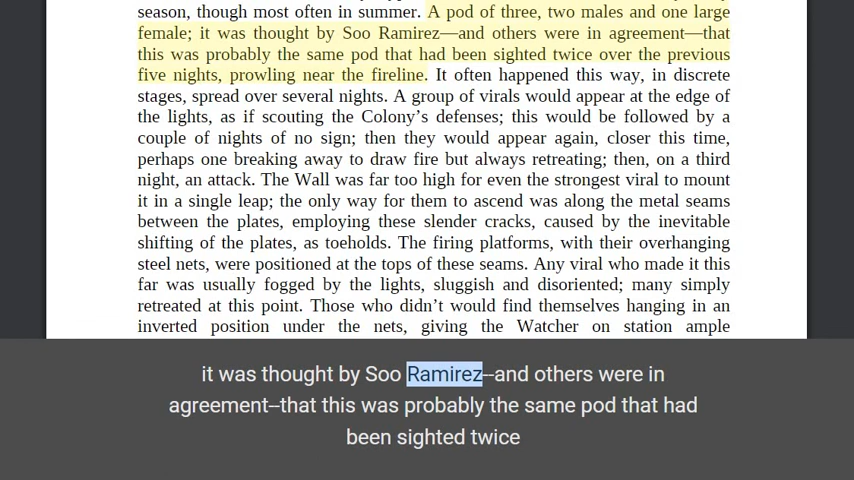 season, though most often in summer. A pod of three, two males and one large
female; it was thought by Soo Ramirez—and others were in agreement—that
this was probably the same pod that had been sighted twice over the previous
five nights, prowling near the fireline. It often happened this way, in discrete
stages, spread over several nights. A group of virals would appear at the edge of
the lights, as if scouting the Colony’s defenses; this would be followed by a
couple of nights of no sign; then they would appear again, closer this time,
perhaps one breaking away to draw fire but always retreating; then, on a third
night, an attack. The Wall was far too high for even the strongest viral to mount
it in a single leap; the only way for them to ascend was along the metal seams
between the plates, employing these slender cracks, caused by the inevitable
shifting of the plates, as toeholds. The firing platforms, with their overhanging
steel nets, were positioned at the tops of these seams. Any viral who made it this
far was usually fogged by the lights, sluggish and disoriented; many simply
retreated at this point. Those who didn’t would find themselves hanging in an
inverted position under the nets, giving the Watcher on station ample
it was thought by Soo Ramirez--and others were in
agreement--that this was probably the same pod that had
been sighted twice